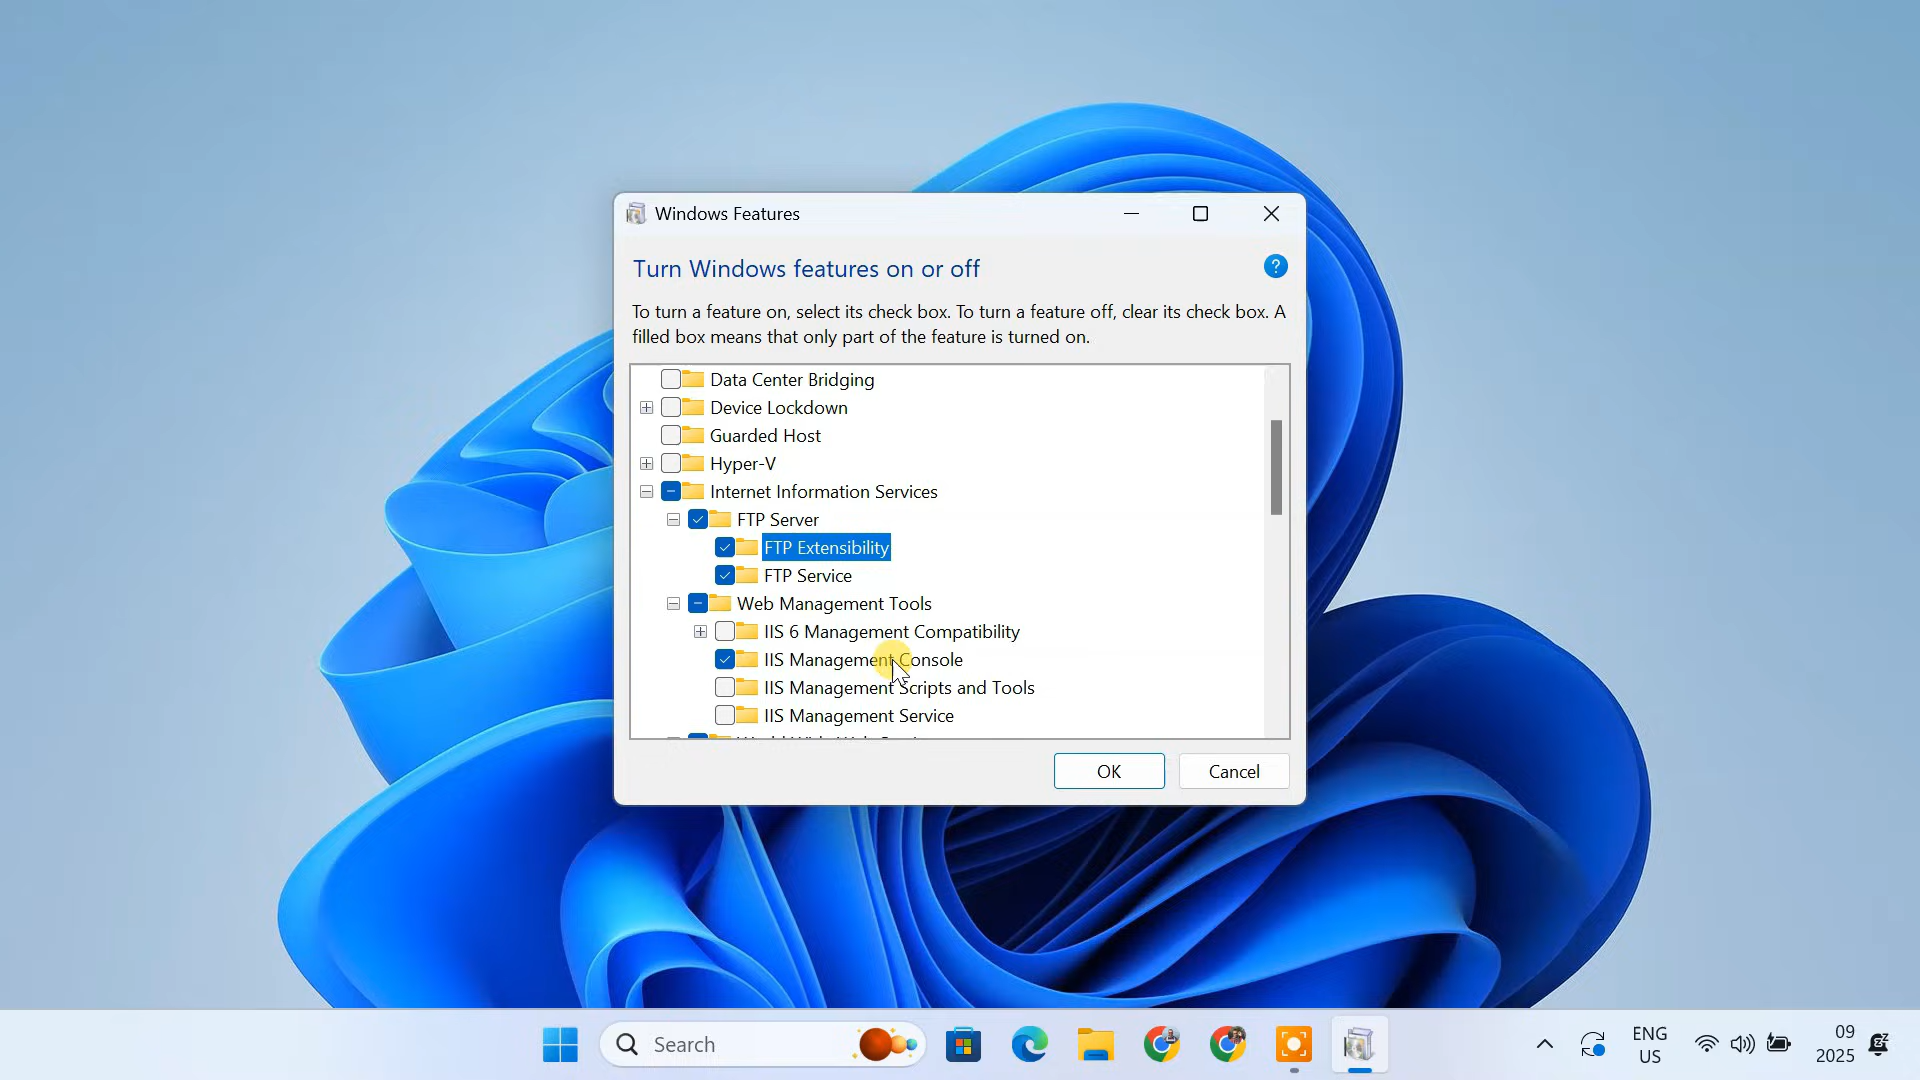 Windows Features
Turn Windows features on or off
?
To turn a feature on, select its check box. To turn a feature off, clear its check box. A
filled box means that only part of the feature is turned on.
Data Center Bridging
Device Lockdown
Guarded Host
Hyper-V
Internet Information Services
FTP Server
FTP Extensibility
FTP Service
Web Management Tools
IIS 6 Management Compatibility
IIS Management Console
IIS Management Scripts and Tools
IIS Management Service
OK
Cancel
Search
ENG
US
09
2025